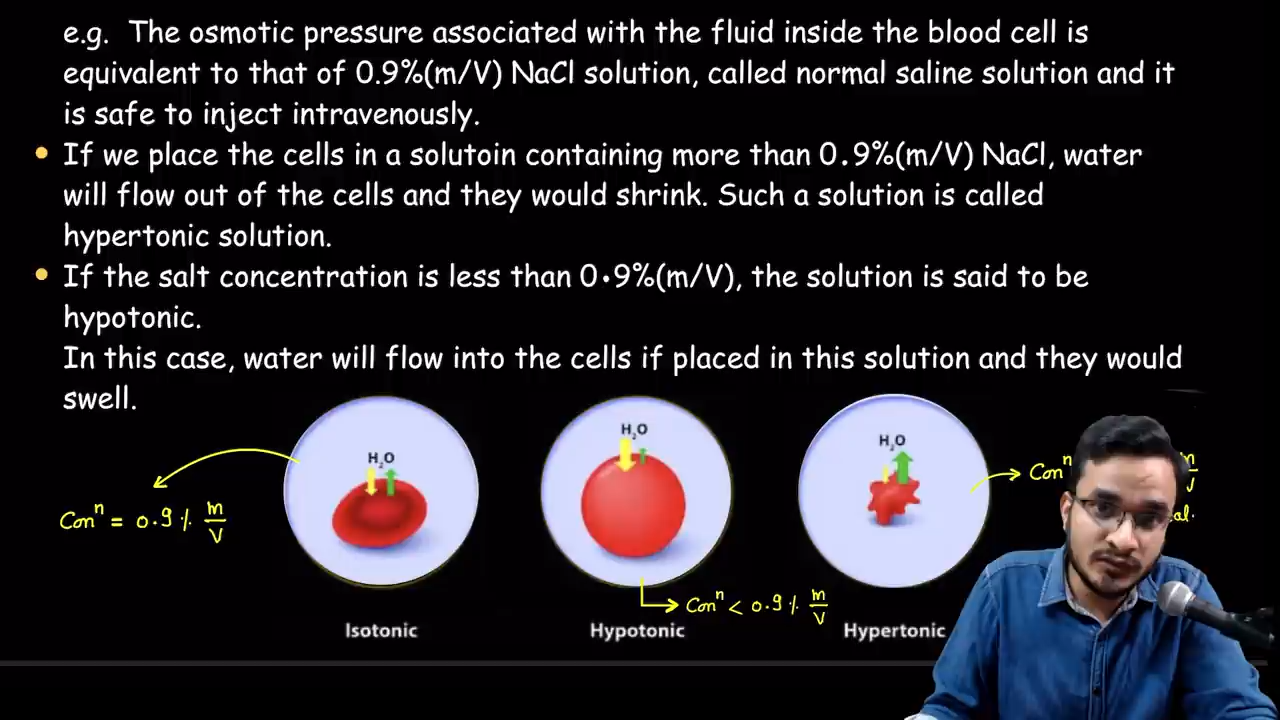 e.g. The osmotic pressure associated with the fluid inside the blood cell is
equivalent to that of 0.9%(m/V) NaCl solution, called normal saline solution and it
is safe to inject intravenously.
• If we place the cells in a solutoin containing more than 0.9%(m/V) NaCl, water
will flow out of the cells and they would shrink. Such a solution is called
hypertonic solution.
• If the salt concentration is less than 0.9%(m/V), the solution is said to be
hypotonic.
In this case, water will flow into the cells if placed in this solution and they would
swell.
H₂O
H₂O
H₂O
Conⁿ = 0.9 % m/V
Conⁿ < 0.9 % m/V
Conⁿ
Isotonic
Hypotonic
Hypertonic